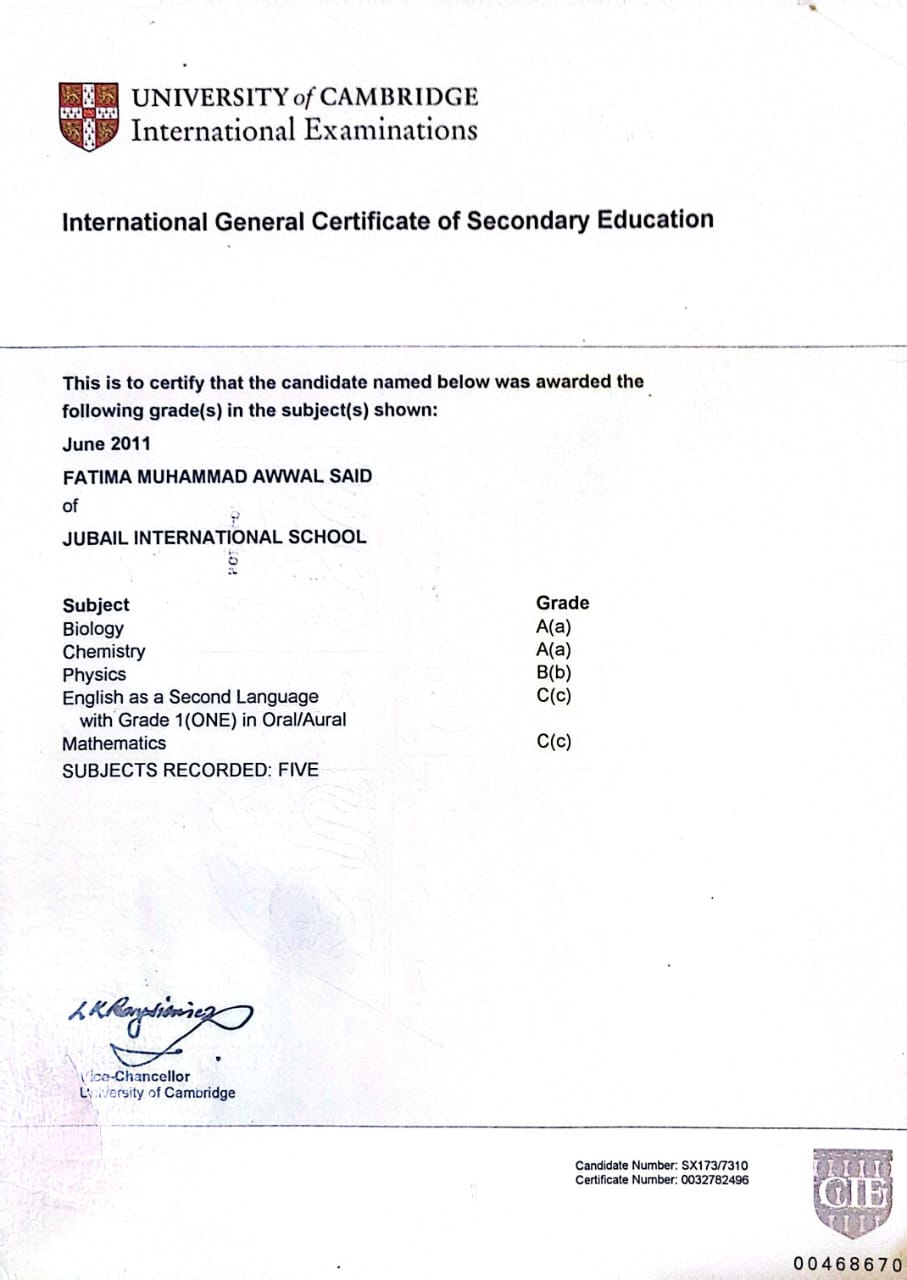 UNIVERSITY of CAMBRIDGE
International Examinations
International General Certificate of Secondary Education
This is to certify that the candidate named below was awarded the
following grade(s) in the subject(s) shown:
June 2011
FATIMA MUHAMMAD AWWAL SAID
of
JUBAIL INTERNATIONAL SCHOOL
Subject Grade
Biology A(a)
Chemistry A(a)
Physics B(b)
English as a Second Language C(c)
with Grade 1(ONE) in Oral/Aural
Mathematics C(c)
SUBJECTS RECORDED: FIVE
Vice-Chancellor
University of Cambridge
Candidate Number: SX173/7310
Certificate Number: 0032782496
CIE
00468670